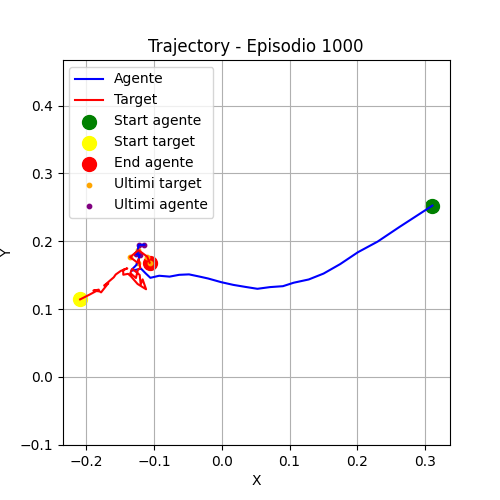 Trajectory - Episodio 1000
Agente
Target
Start agente
Start target
End agente
Ultimi target
Ultimi agente
Y
0.4
0.3
0.2
0.1
0.0
−0.1
−0.2 −0.1 0.0 0.1 0.2 0.3
X